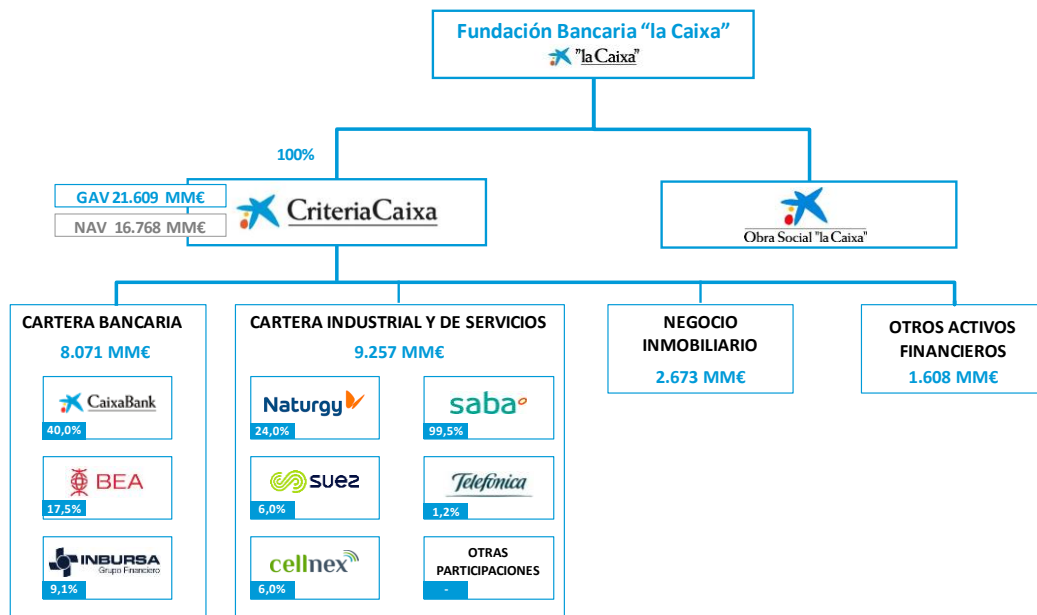 Fundación Bancaria “la Caixa”
"la Caixa"
100%
GAV 21.609 MM€
NAV 16.768 MM€
CriteriaCaixa
Obra Social "la Caixa"
CARTERA BANCARIA
8.071 MM€
CaixaBank
40,0%
BEA
17,5%
INBURSA
Grupo Financiero
9,1%
CARTERA INDUSTRIAL Y DE SERVICIOS
9.257 MM€
Naturgy
24,0%
saba
99,5%
suez
6,0%
Telefónica
1,2%
cellnex
6,0%
OTRAS
PARTICIPACIONES
-
NEGOCIO
INMOBILIARIO
2.673 MM€
OTROS ACTIVOS
FINANCIEROS
1.608 MM€